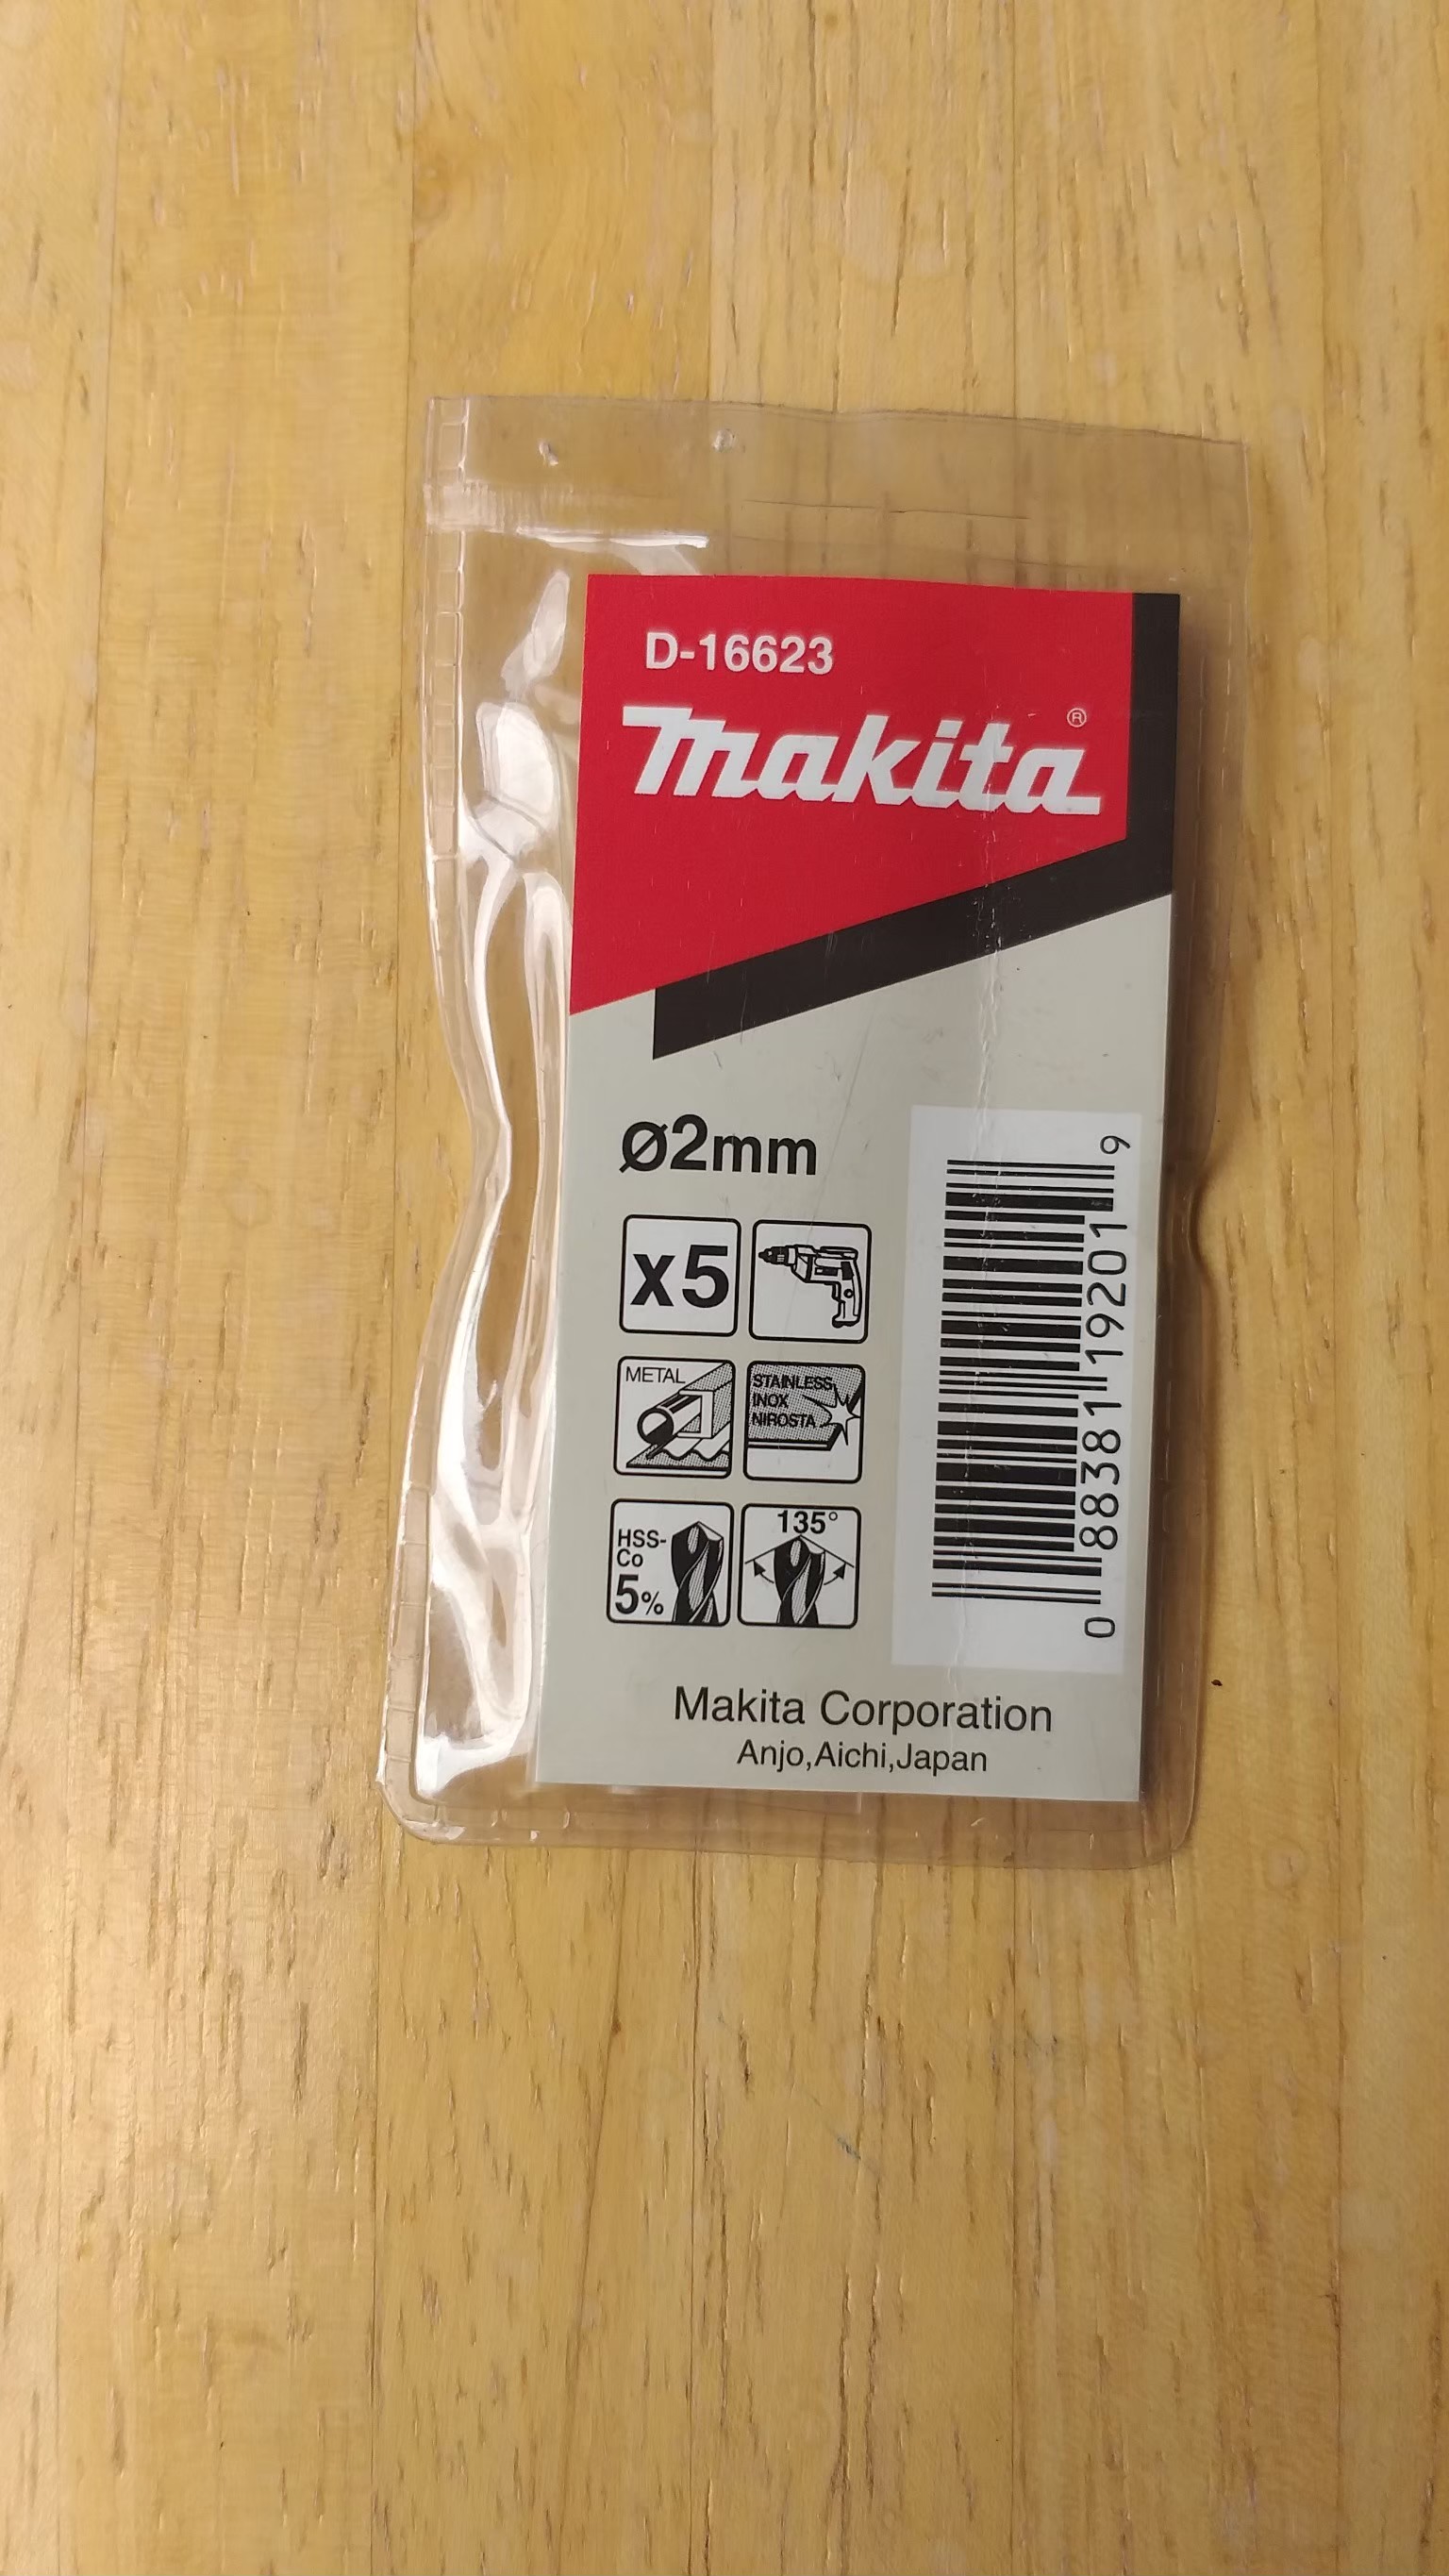 D-16623
makita®
Ø2mm
x5
METAL
STAINLESS
INOX
NIROSTA
HSS-
Co
5%
135°
0 88381 19201 9
Makita Corporation
Anjo,Aichi,Japan